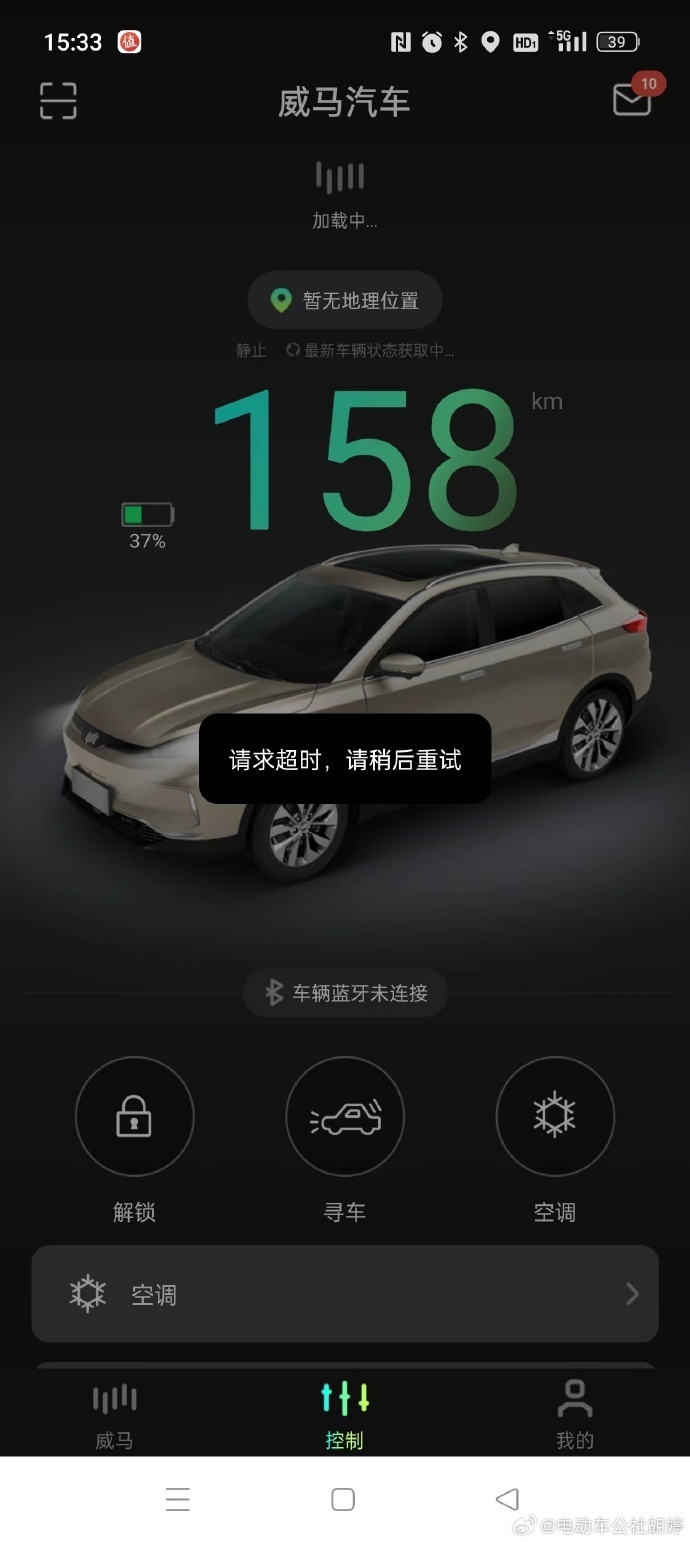 15:33 值 HD1 5G 39
威马汽车
10
加载中...
暂无地理位置
静止 最新车辆状态获取中...
158 km
37%
请求超时，请稍后重试
车辆蓝牙未连接
解锁 寻车 空调
空调
威马 控制 我的
@电动车公社胡婷